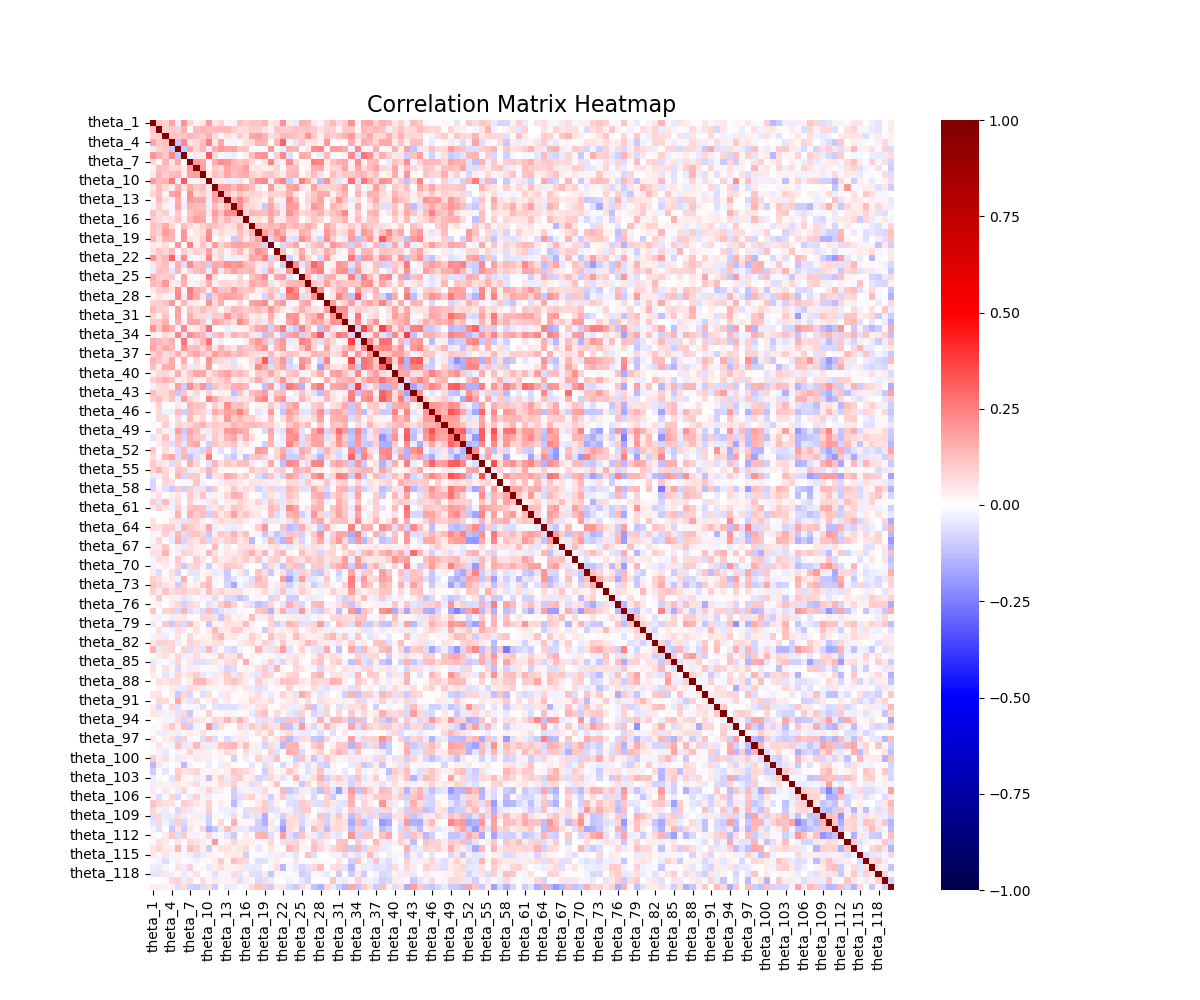 Correlation Matrix Heatmap
theta_1
theta_4
theta_7
theta_10
theta_13
theta_16
theta_19
theta_22
theta_25
theta_28
theta_31
theta_34
theta_37
theta_40
theta_43
theta_46
theta_49
theta_52
theta_55
theta_58
theta_61
theta_64
theta_67
theta_70
theta_73
theta_76
theta_79
theta_82
theta_85
theta_88
theta_91
theta_94
theta_97
theta_100
theta_103
theta_106
theta_109
theta_112
theta_115
theta_118
theta_1
theta_4
theta_7
theta_10
theta_13
theta_16
theta_19
theta_22
theta_25
theta_28
theta_31
theta_34
theta_37
theta_40
theta_43
theta_46
theta_49
theta_52
theta_55
theta_58
theta_61
theta_64
theta_67
theta_70
theta_73
theta_76
theta_79
theta_82
theta_85
theta_88
theta_91
theta_94
theta_97
theta_100
theta_103
theta_106
theta_109
theta_112
theta_115
theta_118
1.00
0.75
0.50
0.25
0.00
−0.25
−0.50
−0.75
−1.00